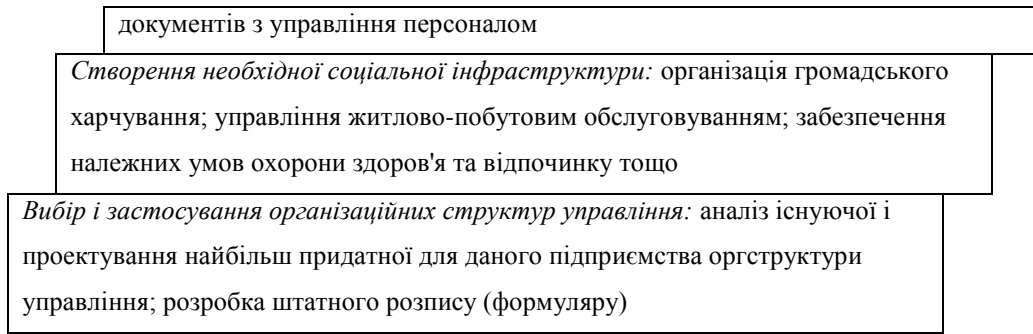 документів з управління персоналом
Створення необхідної соціальної інфраструктури: організація громадського
харчування; управління житлово-побутовим обслуговуванням; забезпечення
належних умов охорони здоров'я та відпочинку тощо
Вибір і застосування організаційних структур управління: аналіз існуючої і
проектування найбільш придатної для даного підприємства оргструктури
управління; розробка штатного розпису (формуляру)